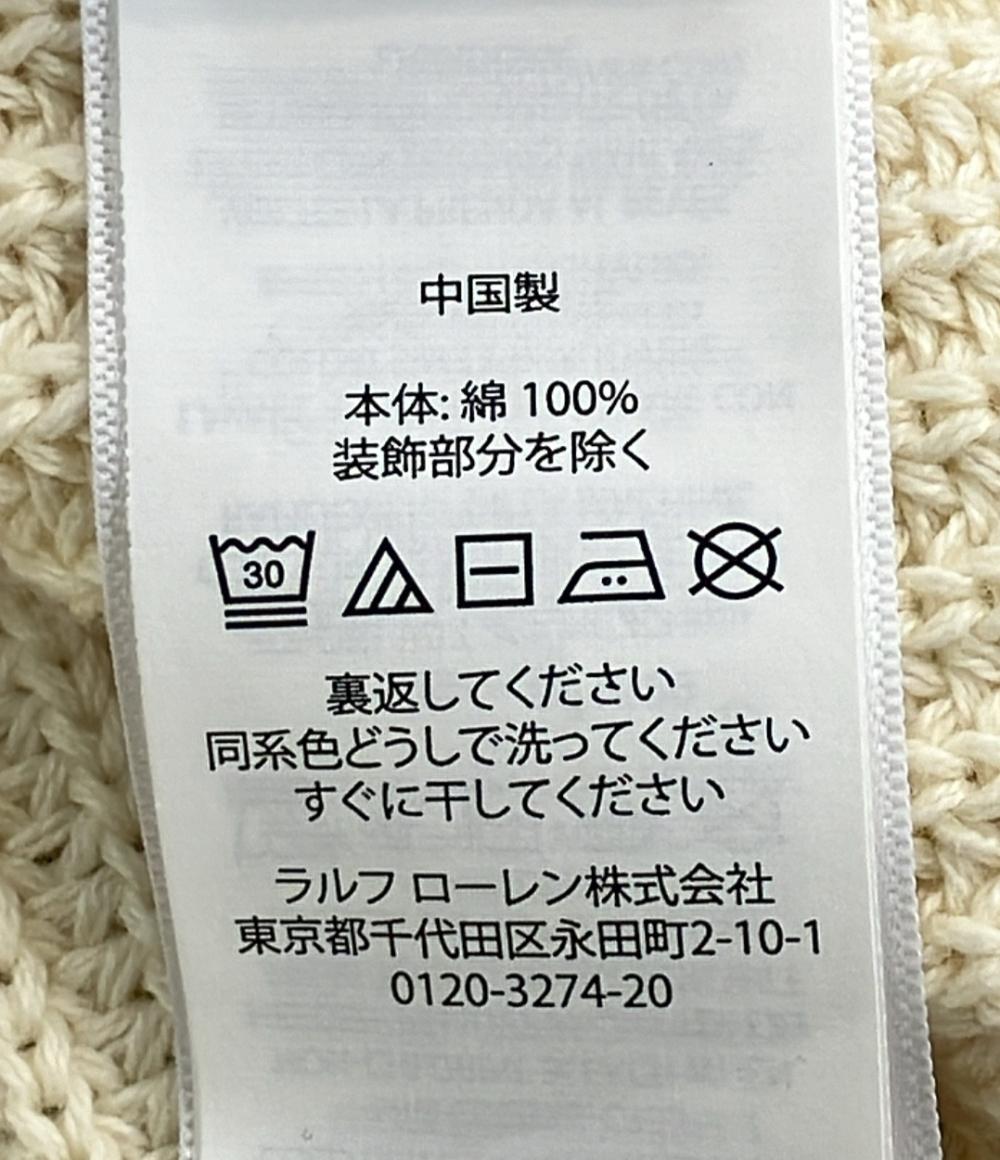 中国製
本体: 綿 100%
装飾部分を除く
30
裏返してください
同系色どうしで洗ってください
すぐに干してください
ラルフ ローレン株式会社
東京都千代田区永田町2-10-1
0120-3274-20